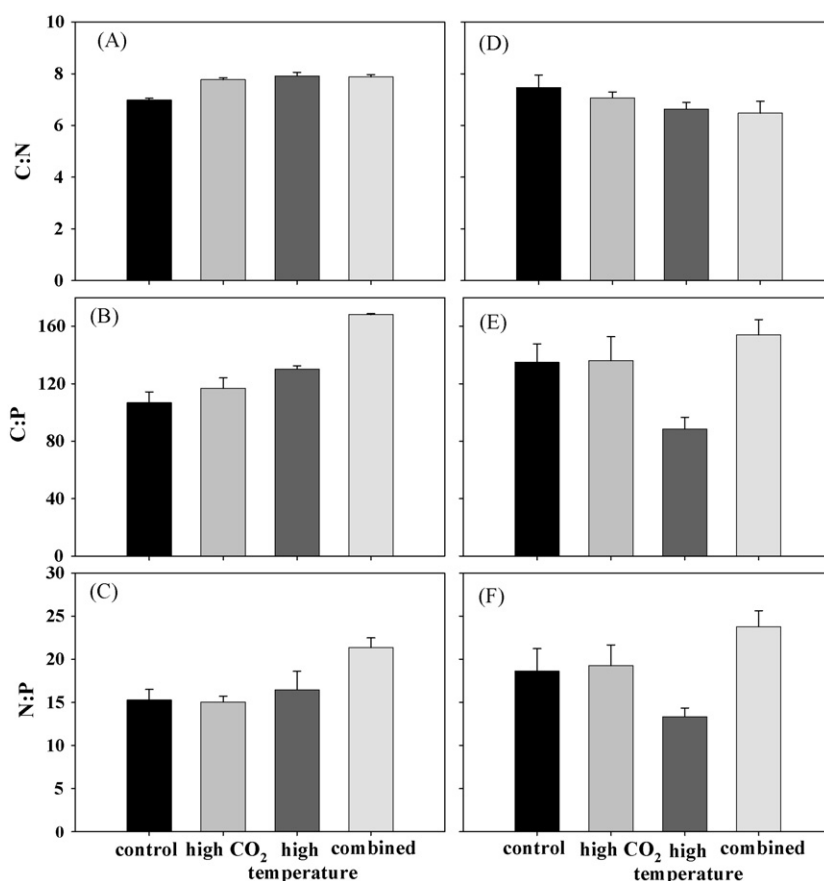 10
8
6
4
2
0
C:N
(A)
(D)
160
120
80
40
0
C:P
(B)
(E)
30
25
20
15
10
5
0
N:P
(C)
(F)
control high CO₂ high combined
temperature
control high CO₂ high combined
temperature